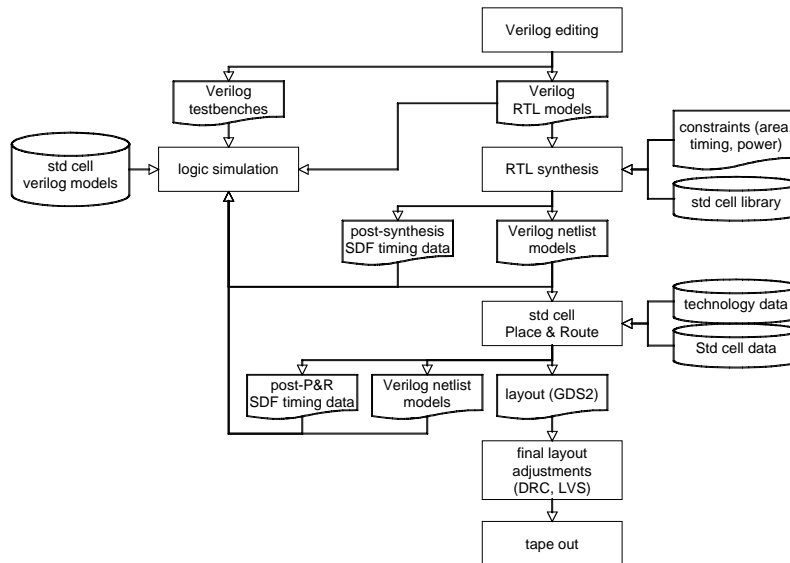 Verilog editing
Verilog
testbenches
Verilog
RTL models
constraints (area,
timing, power)
std cell
verilog models
logic simulation
RTL synthesis
std cell library
post-synthesis
SDF timing data
Verilog netlist
models
technology data
std cell
Place & Route
Std cell data
post-P&R
SDF timing data
Verilog netlist
models
layout (GDS2)
final layout
adjustments
(DRC, LVS)
tape out